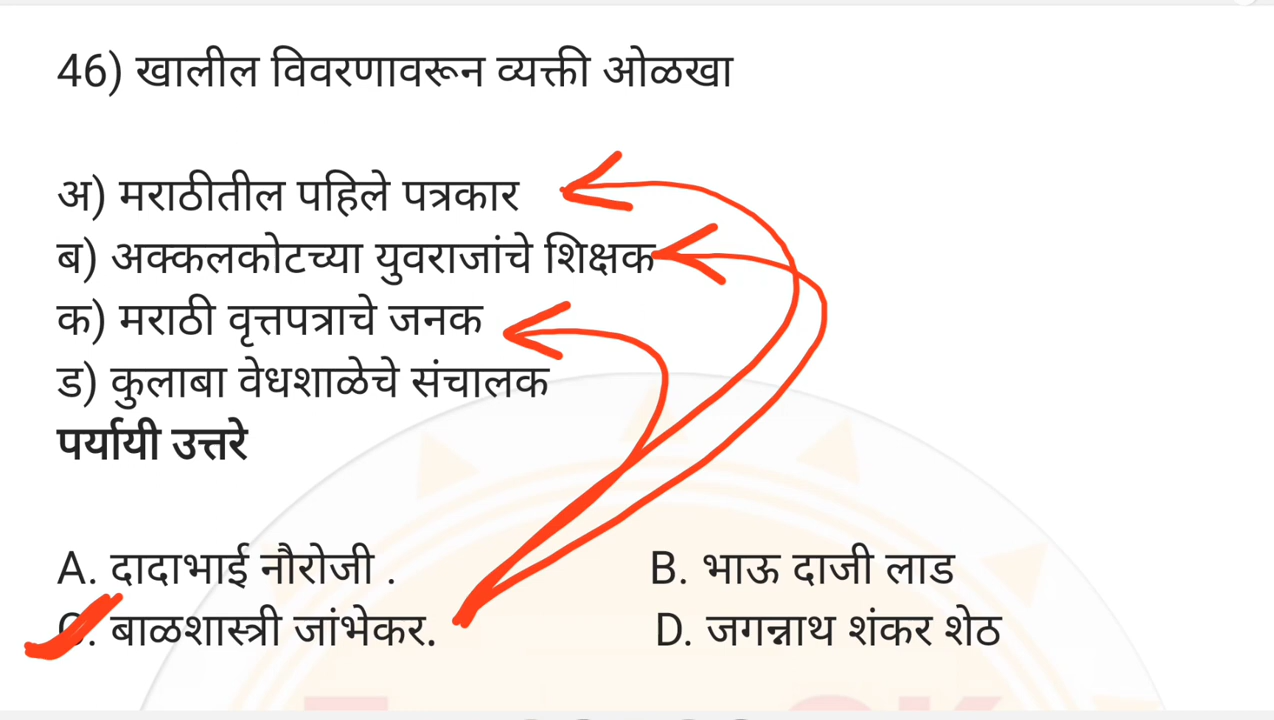 46) खालील विवरणावरून व्यक्ती ओळखा
अ) मराठीतील पहिले पत्रकार
ब) अक्कलकोटच्या युवराजांचे शिक्षक
क) मराठी वृत्तपत्राचे जनक
ड) कुलाबा वेधशाळेचे संचालक
पर्यायी उत्तरे
A. दादाभाई नौरोजी .
B. भाऊ दाजी लाड
C. बाळशास्त्री जांभेकर.
D. जगन्नाथ शंकर शेठ